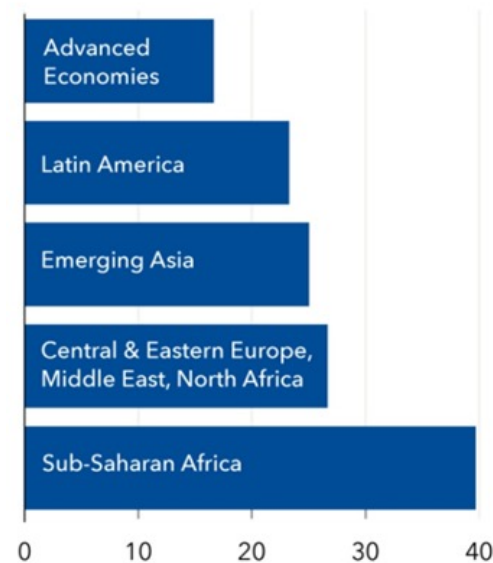 Advanced
Economies
Latin America
Emerging Asia
Central & Eastern Europe,
Middle East, North Africa
Sub-Saharan Africa
0 10 20 30 40